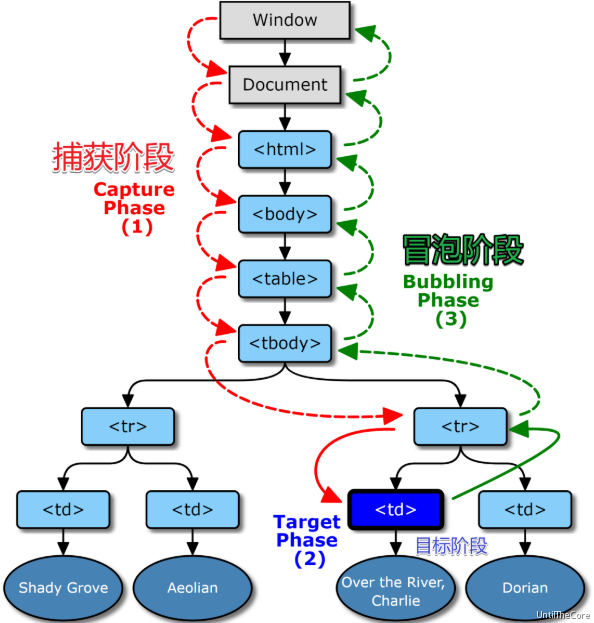 Window
Document
<html>
捕获阶段
Capture
Phase
(1)
<body>
冒泡阶段
Bubbling
Phase
(3)
<table>
<tbody>
<tr>
<tr>
<td>
<td>
<td>
<td>
Target
Phase
(2)
目标阶段
Shady Grove
Aeolian
Over the River,
Charlie
Dorian
UntilTheCore